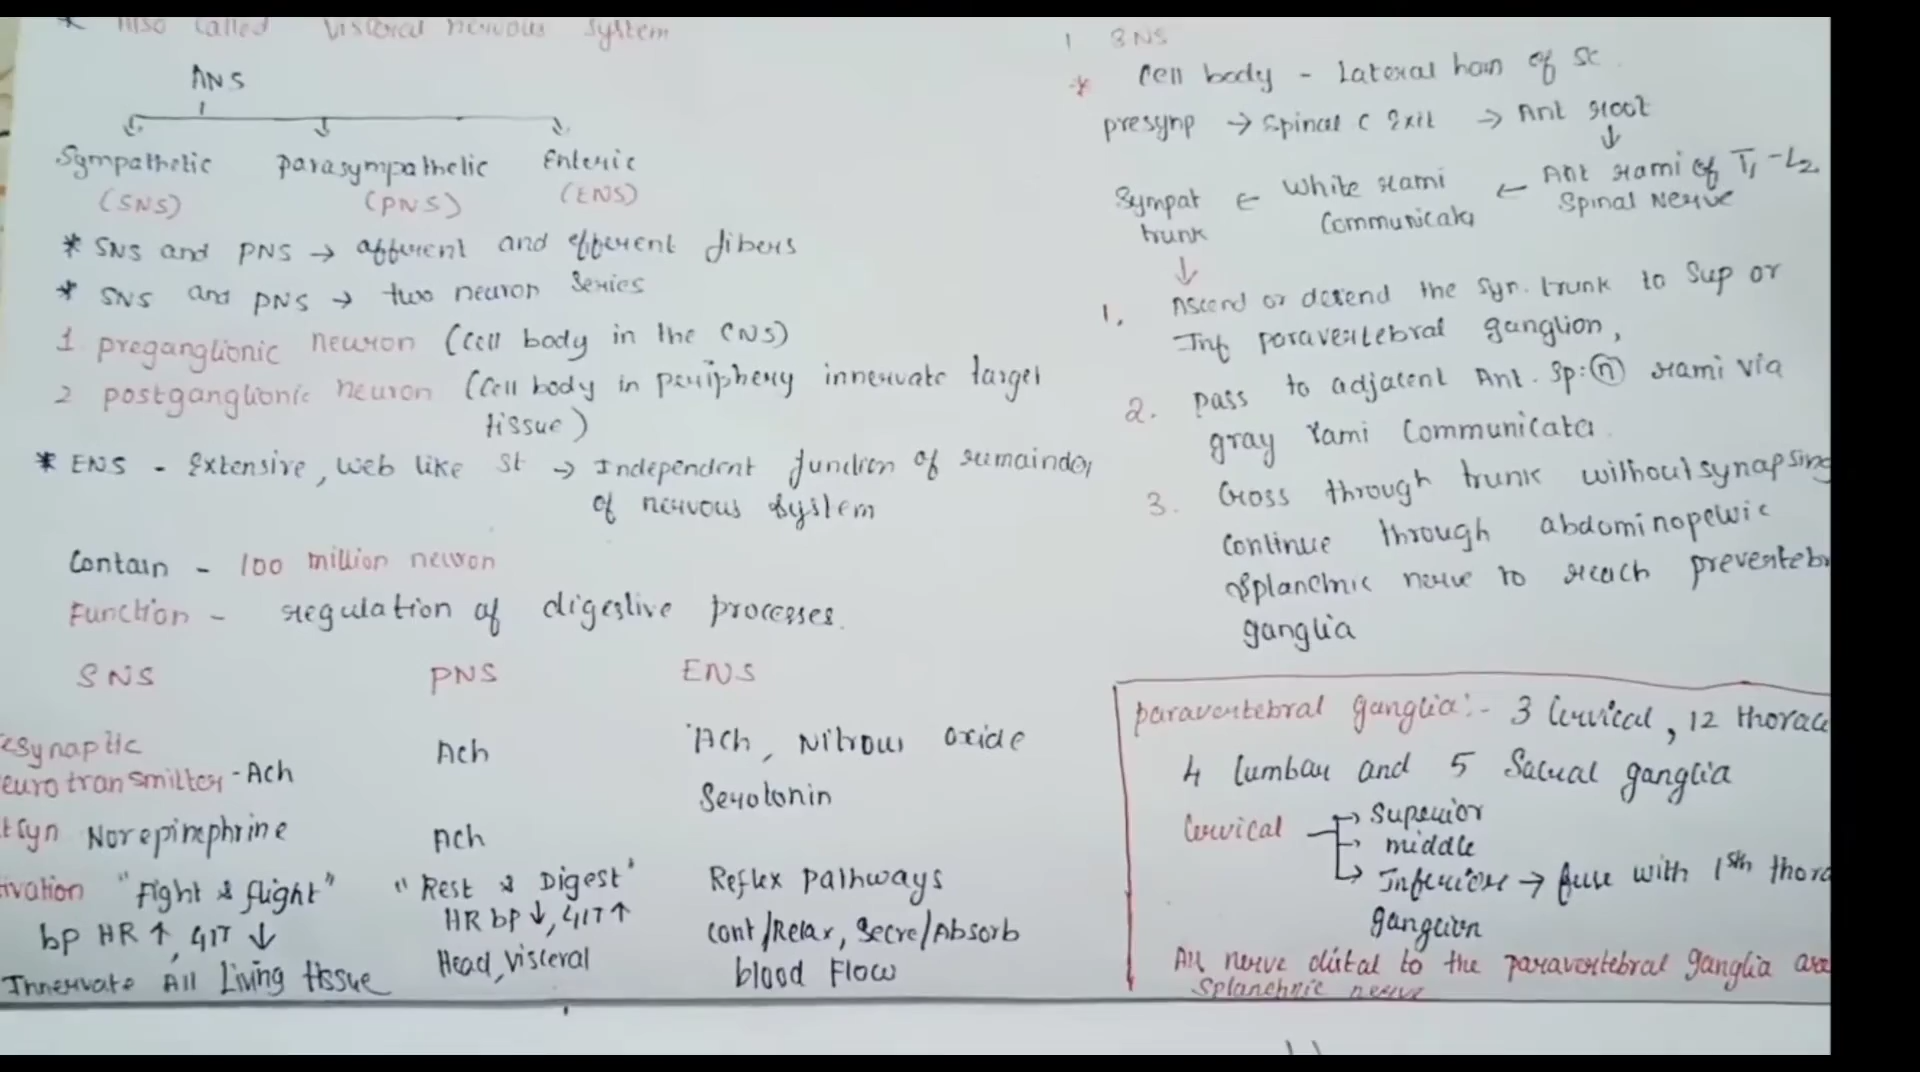 * Also called Visceral nervous system
ANS
Sympathetic parasympathetic Enteric
(SNS) (PNS) (ENS)
* SNS and PNS → afferent and efferent fibers
* SNS and PNS → two neuron series
1 preganglionic neuron (cell body in the CNS)
2 postganglionic neuron (cell body in periphery innervate target
tissue)
* ENS - Extensive, web like St → Independent function of remainder
of nervous system
Contain - 100 million neuron
Function - regulation of digestive processes.
SNS PNS ENS
esynaptic
eurotransmitter - Ach Ach Ach, Nitrous oxide
Serotonin
tsyn Norepinephrine Ach
ivation "Fight & flight" "Rest & Digest" Reflex pathways
bp HR ↑, GIT ↓ HR bp ↓, GIT ↑ cont/Relax, Secre/Absorb
Innervate All Living tissue Head, visceral blood Flow
1 SNS
* Cell body - Lateral horn of SC.
presynp → Spinal C Exit → Ant root
↓
Sympat ← White rami ← Ant rami of T1-L2
trunk Communicata Spinal Nerve
↓
1. Ascend or decend the syn. trunk to Sup or
Inf paravertebral ganglion,
2. pass to adjacent Ant. Sp: (n) rami via
gray rami Communicata.
3. Cross through trunk without synapsing
continue through abdominopelvic
Splanchnic nerve to reach prevertebr
ganglia
paravertebral ganglia:- 3 Cervical, 12 thorac
4 lumbar and 5 Sacral ganglia
Cervical → Superior
→ middle
→ Inferiore → fuse with 1sth thora
ganglion
All nerve distal to the paravertebral ganglia are
Splanchnic nerve